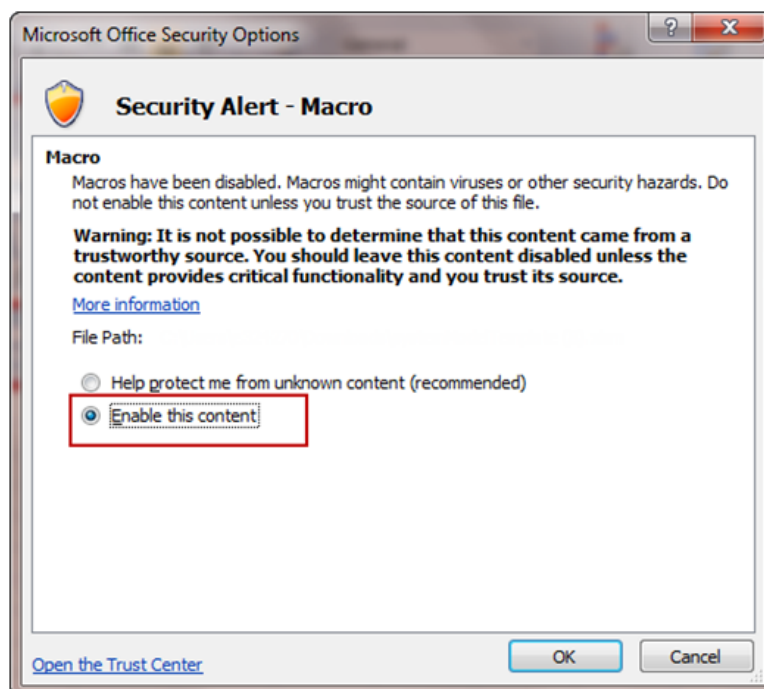 Microsoft Office Security Options
?
Security Alert - Macro
Macro
Macros have been disabled. Macros might contain viruses or other security hazards. Do
not enable this content unless you trust the source of this file.
Warning: It is not possible to determine that this content came from a
trustworthy source. You should leave this content disabled unless the
content provides critical functionality and you trust its source.
More information
File Path:
Help protect me from unknown content (recommended)
Enable this content
Open the Trust Center
OK
Cancel